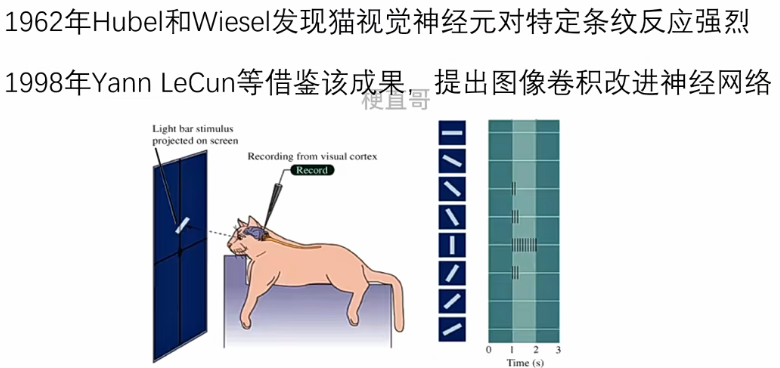 1962年Hubel和Wiesel发现猫视觉神经元对特定条纹反应强烈
1998年Yann LeCun等借鉴该成果，提出图像卷积改进神经网络
梗直哥
Light bar stimulus
projected on screen
Recording from visual cortex
Record
0 1 2 3
Time (s)